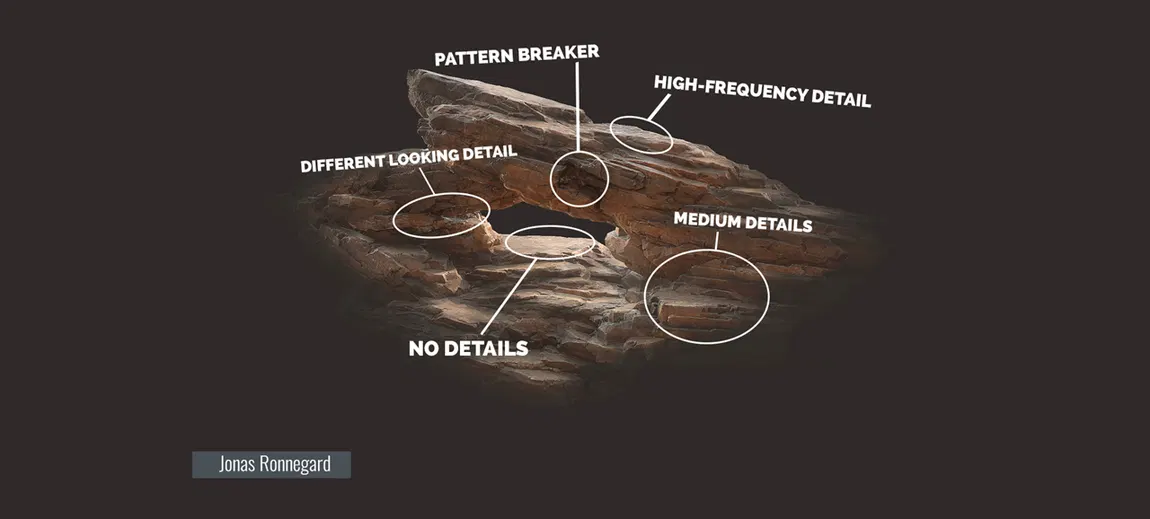 PATTERN BREAKER
HIGH-FREQUENCY DETAIL
DIFFERENT LOOKING DETAIL
MEDIUM DETAILS
NO DETAILS
Jonas Ronnegard